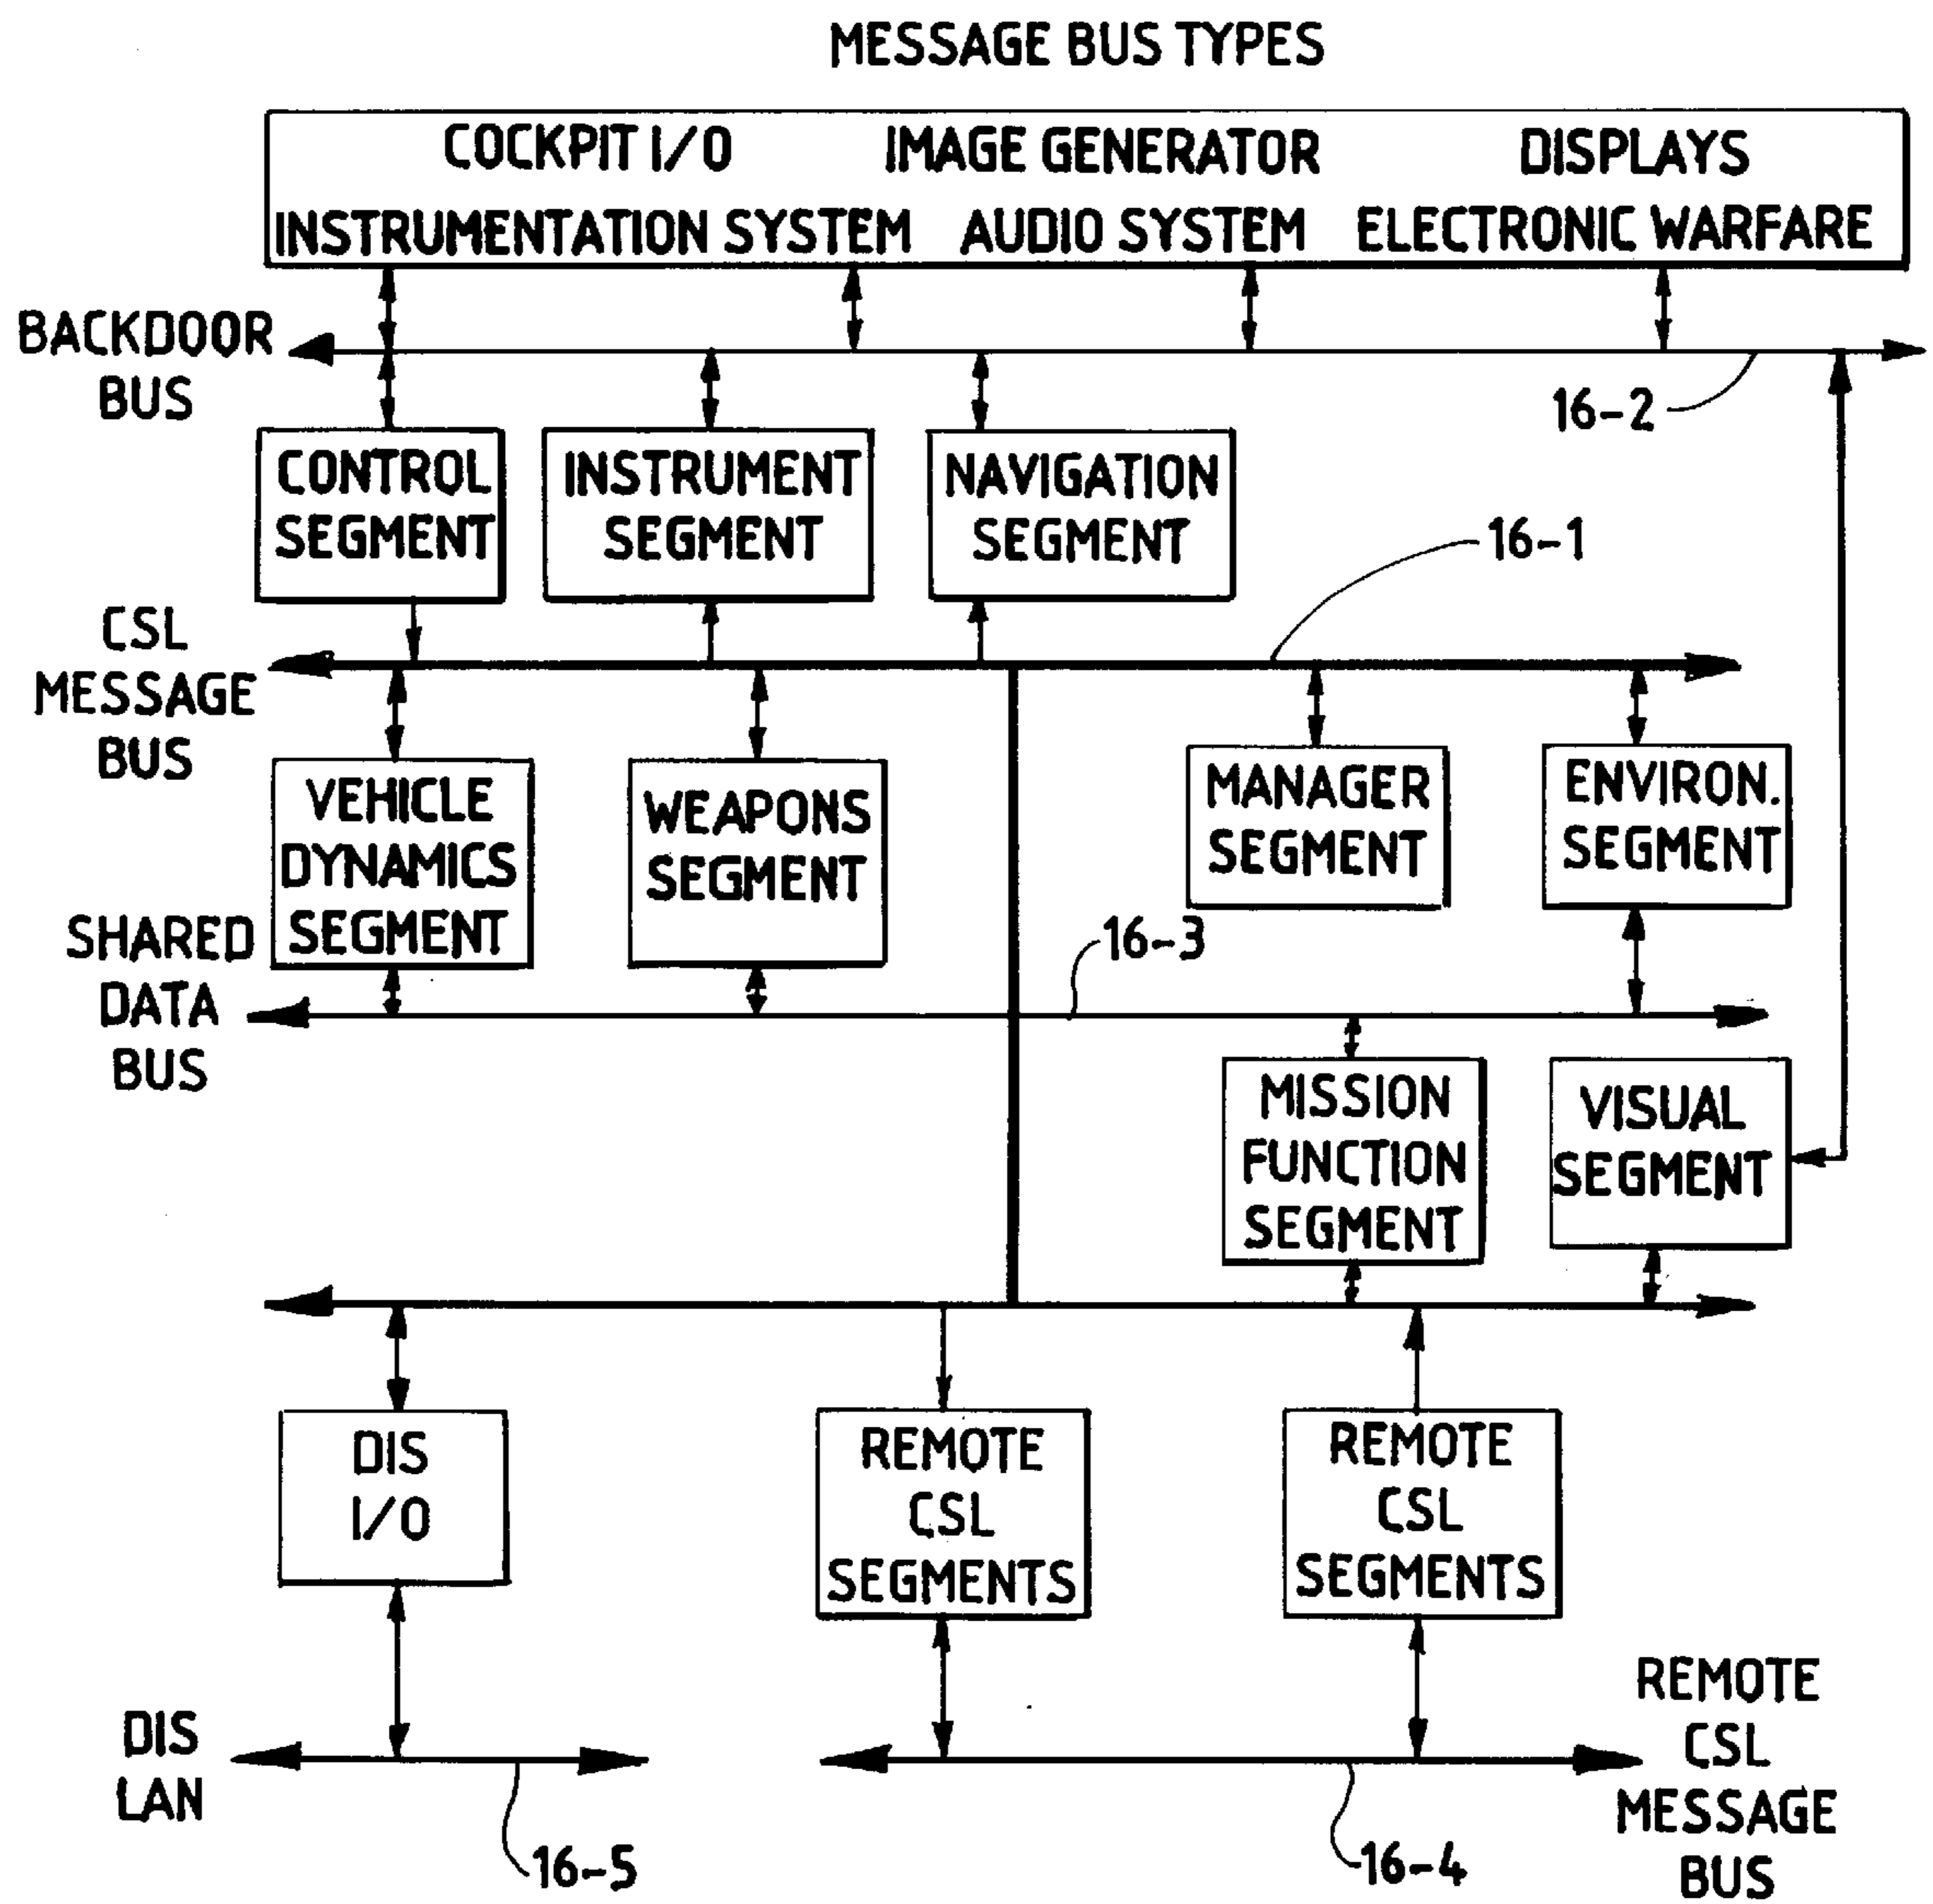 MESSAGE BUS TYPES
COCKPIT I/O IMAGE GENERATOR DISPLAYS
INSTRUMENTATION SYSTEM AUDIO SYSTEM ELECTRONIC WARFARE
BACKDOOR
BUS
16-2
CONTROL
SEGMENT
INSTRUMENT
SEGMENT
NAVIGATION
SEGMENT
16-1
CSL
MESSAGE
BUS
VEHICLE
DYNAMICS
SEGMENT
WEAPONS
SEGMENT
MANAGER
SEGMENT
ENVIRON.
SEGMENT
SHARED
DATA
BUS
16-3
MISSION
FUNCTION
SEGMENT
VISUAL
SEGMENT
DIS
I/O
REMOTE
CSL
SEGMENTS
REMOTE
CSL
SEGMENTS
DIS
LAN
16-5
16-4
REMOTE
CSL
MESSAGE
BUS